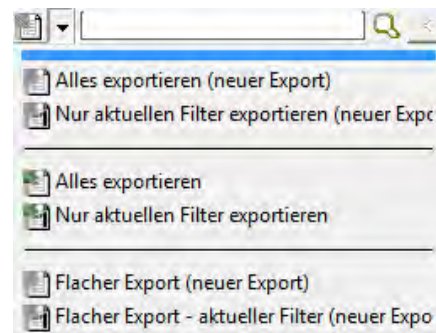 Alles exportieren (neuer Export)
Nur aktuellen Filter exportieren (neuer Expo
Alles exportieren
Nur aktuellen Filter exportieren
Flacher Export (neuer Export)
Flacher Export - aktueller Filter (neuer Expo